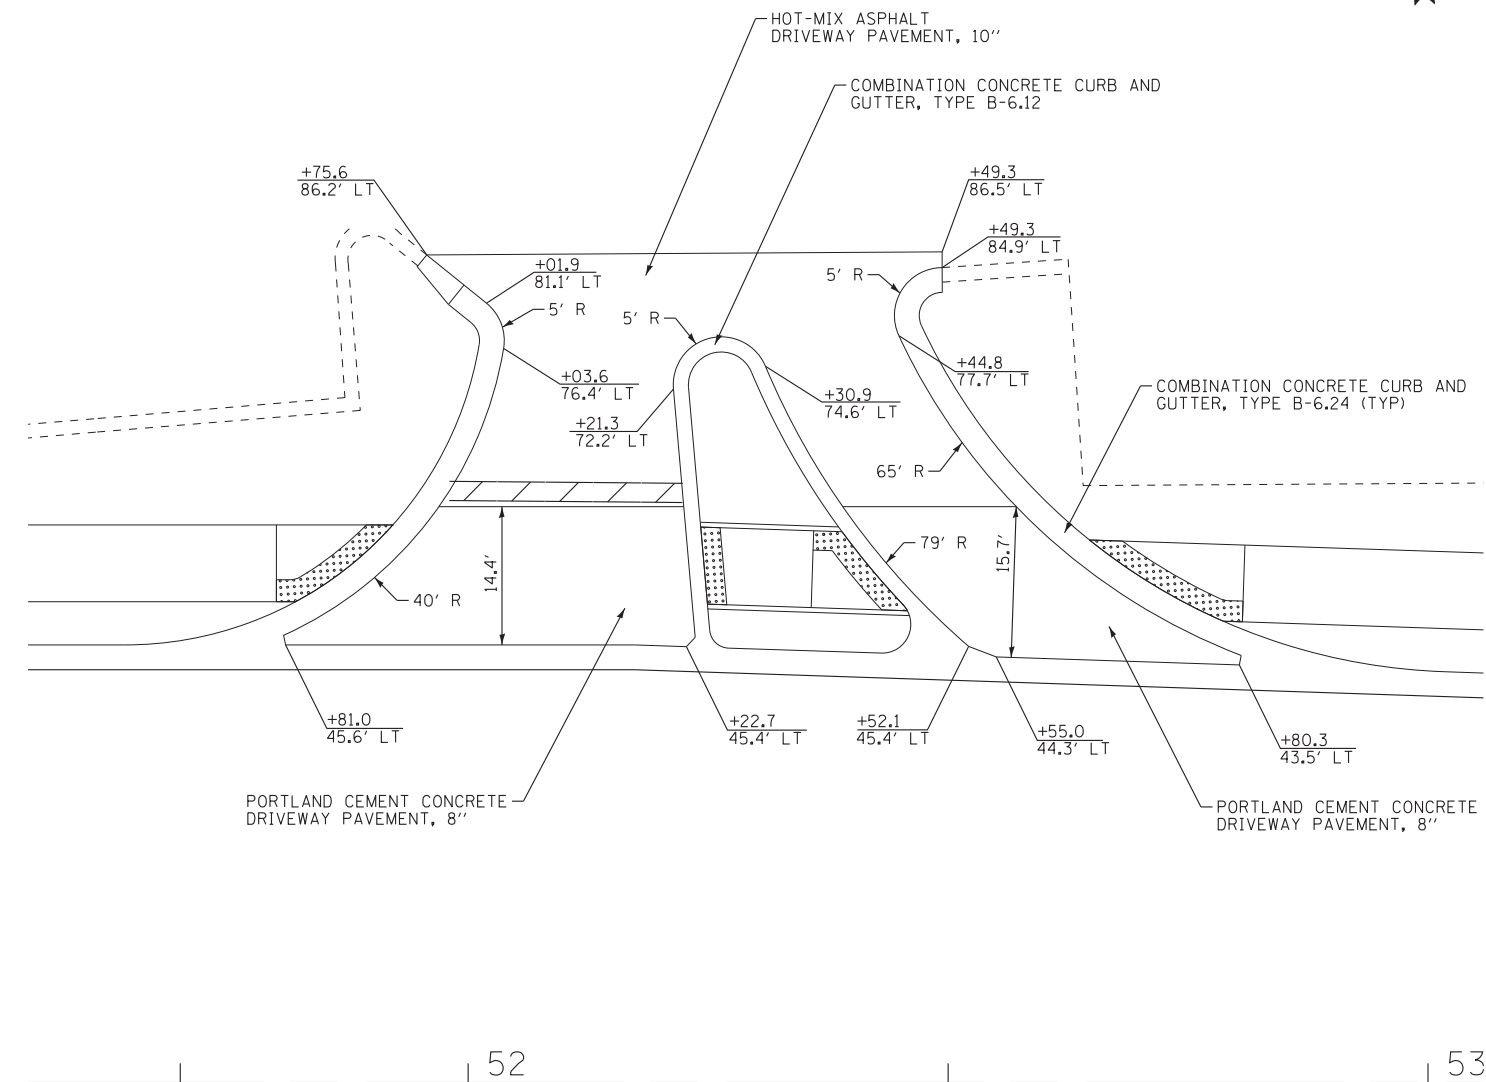 HOT-MIX ASPHALT
DRIVEWAY PAVEMENT, 10''
COMBINATION CONCRETE CURB AND
GUTTER, TYPE B-6.12
+75.6
86.2' LT
+49.3
86.5' LT
+49.3
84.9' LT
+01.9
81.1' LT
5' R
5' R
5' R
+03.6
76.4' LT
+44.8
77.7' LT
+30.9
74.6' LT
COMBINATION CONCRETE CURB AND
GUTTER, TYPE B-6.24 (TYP)
+21.3
72.2' LT
65' R
79' R
14.4'
15.7'
40' R
+81.0
45.6' LT
+22.7
45.4' LT
+52.1
45.4' LT
+55.0
44.3' LT
+80.3
43.5' LT
PORTLAND CEMENT CONCRETE
DRIVEWAY PAVEMENT, 8''
PORTLAND CEMENT CONCRETE
DRIVEWAY PAVEMENT, 8''
52
53